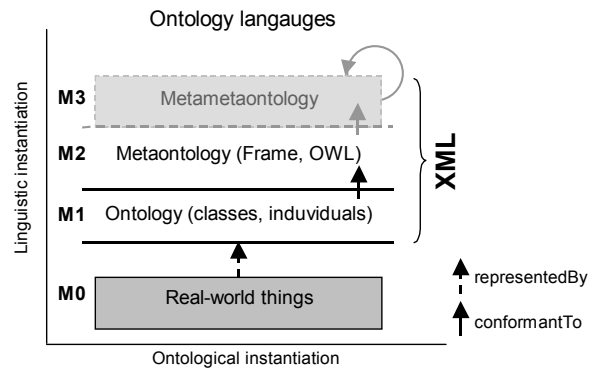 Ontology langauges
Linguistic instantiation
M3
Metametaontology
M2
Metaontology (Frame, OWL)
M1
Ontology (classes, induviduals)
XML
M0
Real-world things
representedBy
conformantTo
Ontological instantiation